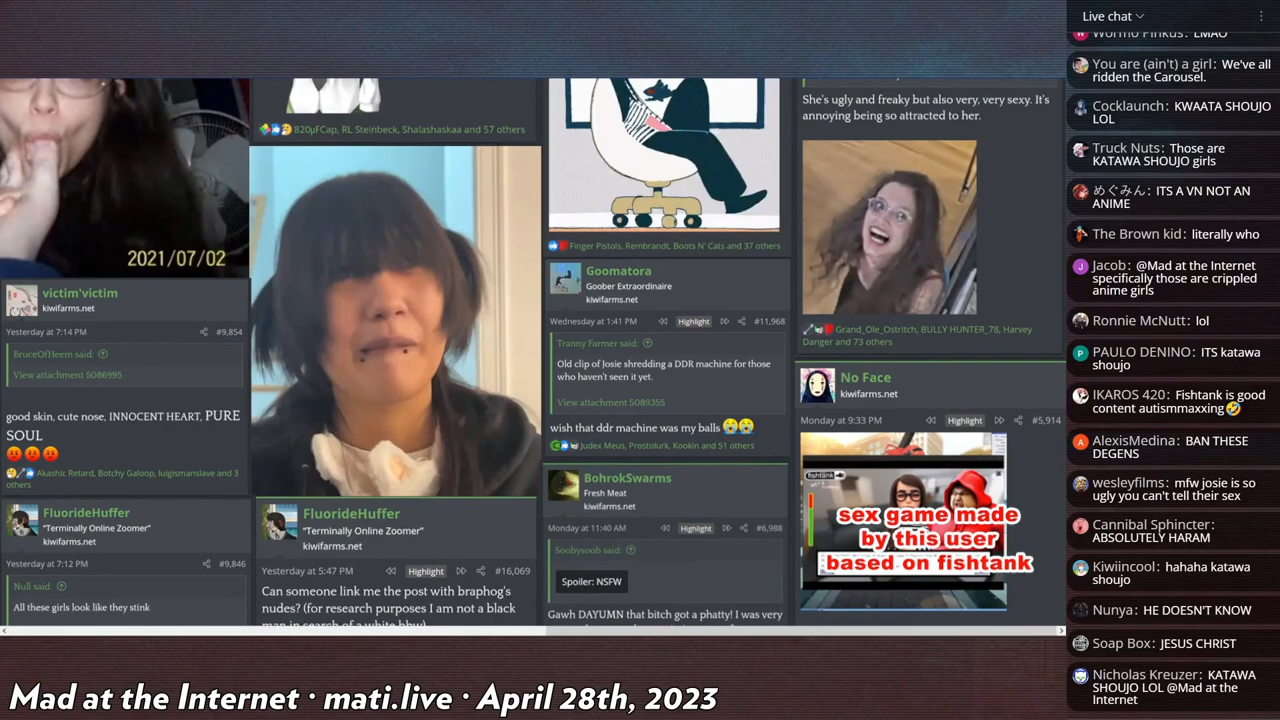 2021/07/02
victim'victim
kiwifarms.net
Yesterday at 7:14 PM
#9,854
BruceOfHeem said:
View attachment 5086995
good skin, cute nose, INNOCENT HEART, PURE
SOUL
Akashic Retard, Botchy Galoop, luigismanslave and 3
others
FluorideHuffer
"Terminally Online Zoomer"
kiwifarms.net
Yesterday at 7:12 PM
#9,846
Null said:
All these girls look like they stink
820μFCap, RL Steinbeck, Shalashaskaa and 57 others
FluorideHuffer
"Terminally Online Zoomer"
kiwifarms.net
Yesterday at 5:47 PM
Highlight
#16,069
Can someone link me the post with braphog's
nudes? (for research purposes I am not a black
man in search of a white bbw)
Finger Pistols, Rembrandt, Boots N' Cats and 37 others
Goomatora
Goober Extraordinaire
kiwifarms.net
Wednesday at 1:41 PM
Highlight
#11,968
Tranny Farmer said:
Old clip of Josie shredding a DDR machine for those
who haven't seen it yet.
View attachment 5089355
wish that ddr machine was my balls 😭😭
Judex Meus, Prostolurk, Kookin and 51 others
BohrokSwarms
Fresh Meat
kiwifarms.net
Monday at 11:40 AM
Highlight
#6,988
Soobysoob said:
Spoiler: NSFW
Gawh DAYUMN that bitch got a phatty! I was very
She's ugly and freaky but also very, very sexy. It's
annoying being so attracted to her.
Grand_Ole_Ostritch, BULLY HUNTER_78, Harvey
Danger and 73 others
No Face
kiwifarms.net
Monday at 9:33 PM
Highlight
#5,914
fishtank
sex game made
by this user
based on fishtank
Live chat
Wormo Pinkus: LMAO
You are (ain't) a girl: We've all
ridden the Carousel.
Cocklaunch: KWAATA SHOUJO
LOL
Truck Nuts: Those are
KATAWA SHOUJO girls
めぐみん: ITS A VN NOT AN
ANIME
The Brown kid: literally who
Jacob: @Mad at the Internet
specifically those are crippled
anime girls
Ronnie McNutt: lol
PAULO DENINO: ITS katawa
shoujo
IKAROS 420: Fishtank is good
content autismmaxxing🤣
AlexisMedina: BAN THESE
DEGENS
wesleyfilms: mfw josie is so
ugly you can't tell their sex
Cannibal Sphincter:
ABSOLUTELY HARAM
Kiwiincool: hahaha katawa
shoujo
Nunya: HE DOESN'T KNOW
Soap Box: JESUS CHRIST
Nicholas Kreuzer: KATAWA
SHOUJO LOL @Mad at the
Internet
Mad at the Internet · mati.live · April 28th, 2023